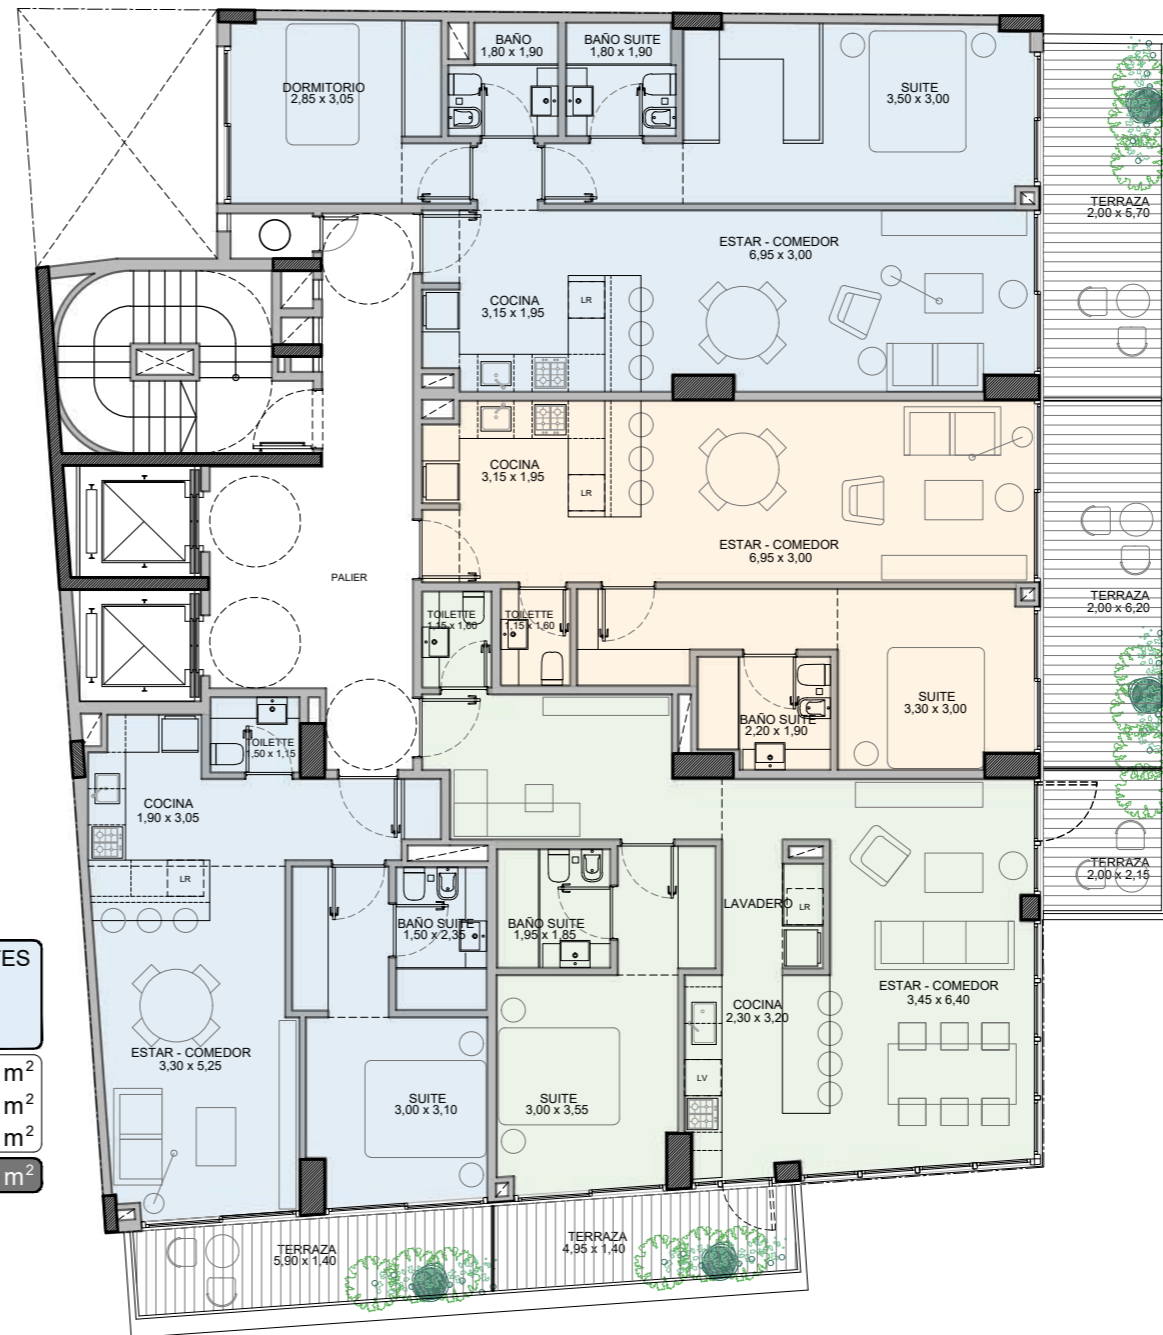 BAÑO
1,80 x 1,90
BAÑO SUITE
1,80 x 1,90
DORMITORIO
2,85 x 3,05
SUITE
3,50 x 3,00
TERRAZA
2,00 x 5,70
ESTAR - COMEDOR
6,95 x 3,00
COCINA
3,15 x 1,95
LR
COCINA
3,15 x 1,95
LR
ESTAR - COMEDOR
6,95 x 3,00
PALIER
TERRAZA
2,00 x 6,20
TOILETTE
1,15 x 1,60
TOILETTE
1,15 x 1,60
SUITE
3,30 x 3,00
BAÑO SUITE
2,20 x 1,90
TOILETTE
1,50 x 1,15
COCINA
1,90 x 3,05
LR
TERRAZA
2,00 x 2,15
LAVADERO
LR
BAÑO SUITE
1,50 x 2,35
BAÑO SUITE
1,95 x 1,85
ESTAR - COMEDOR
3,45 x 6,40
COCINA
2,30 x 3,20
LV
ESTAR - COMEDOR
3,30 x 5,25
SUITE
3,00 x 3,10
SUITE
3,00 x 3,55
TERRAZA
5,90 x 1,40
TERRAZA
4,95 x 1,40
m²
m²
m²
m²